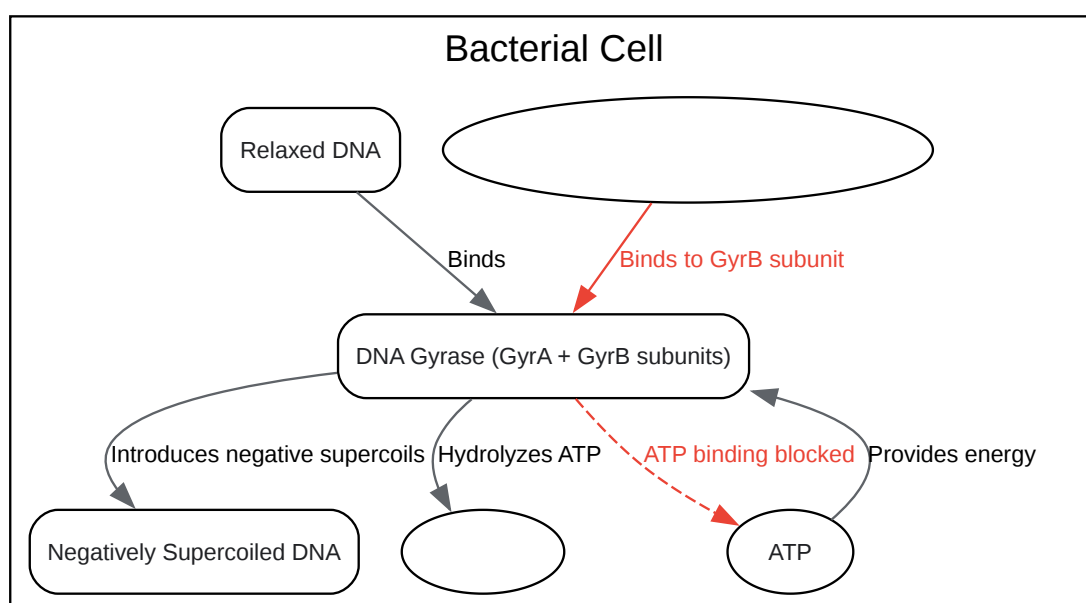 Bacterial Cell
Relaxed DNA
Binds
Binds to GyrB subunit
DNA Gyrase (GyrA + GyrB subunits)
Introduces negative supercoils
Hydrolyzes ATP
ATP binding blocked
Provides energy
Negatively Supercoiled DNA
ATP